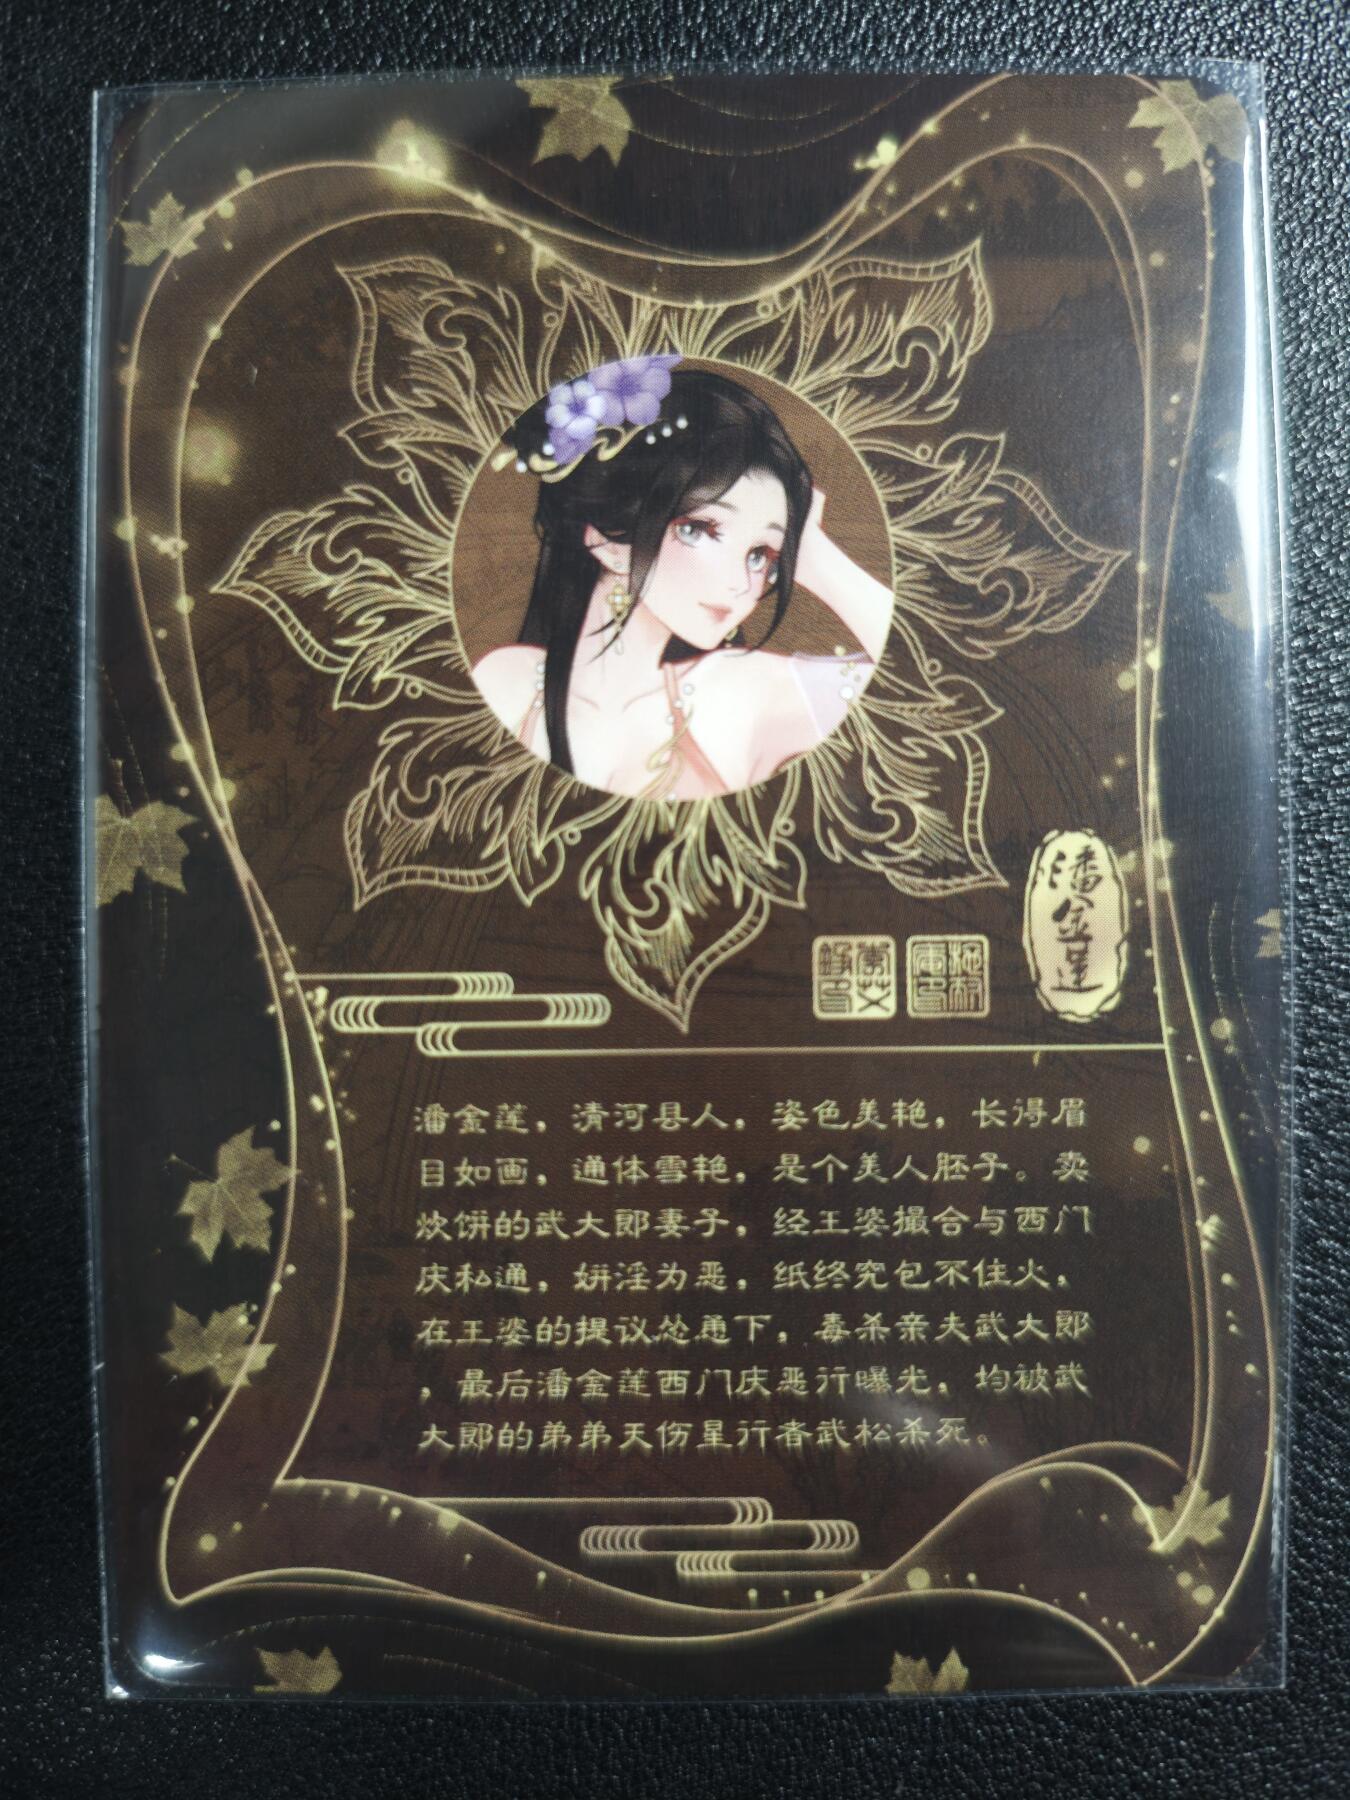 潘金莲
潘金莲，清河县人，姿色美艳，长得眉
目如画，通体雪艳，是个美人胚子。卖
炊饼的武大郎妻子，经王婆撮合与西门
庆私通，姘淫为恶，纸终究包不住火，
在王婆的提议怂恿下，毒杀亲夫武大郎
，最后潘金莲西门庆恶行曝光，均被武
大郎的弟弟天伤星行者武松杀死。